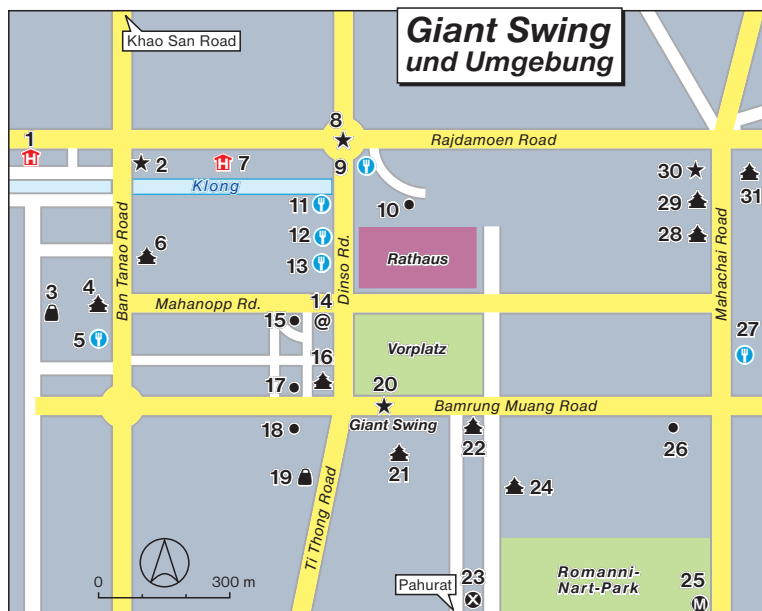 Giant Swing
und Umgebung
Khao San Road
8
1
H
Rajdamoen Road
2
H
7
9
30
31
Klong
11
10
29
12
28
6
13
Rathaus
Ban Tanao Road
Dinso Rd.
Mahachai Road
3
4
Mahanopp Rd.
14
@
15
5
27
Vorplatz
16
17
20
Bamrung Muang Road
18
Giant Swing
22
26
21
19
24
Ti Thong Road
0
300 m
Pahurat
23
Romanni-
Nart-Park
25
M